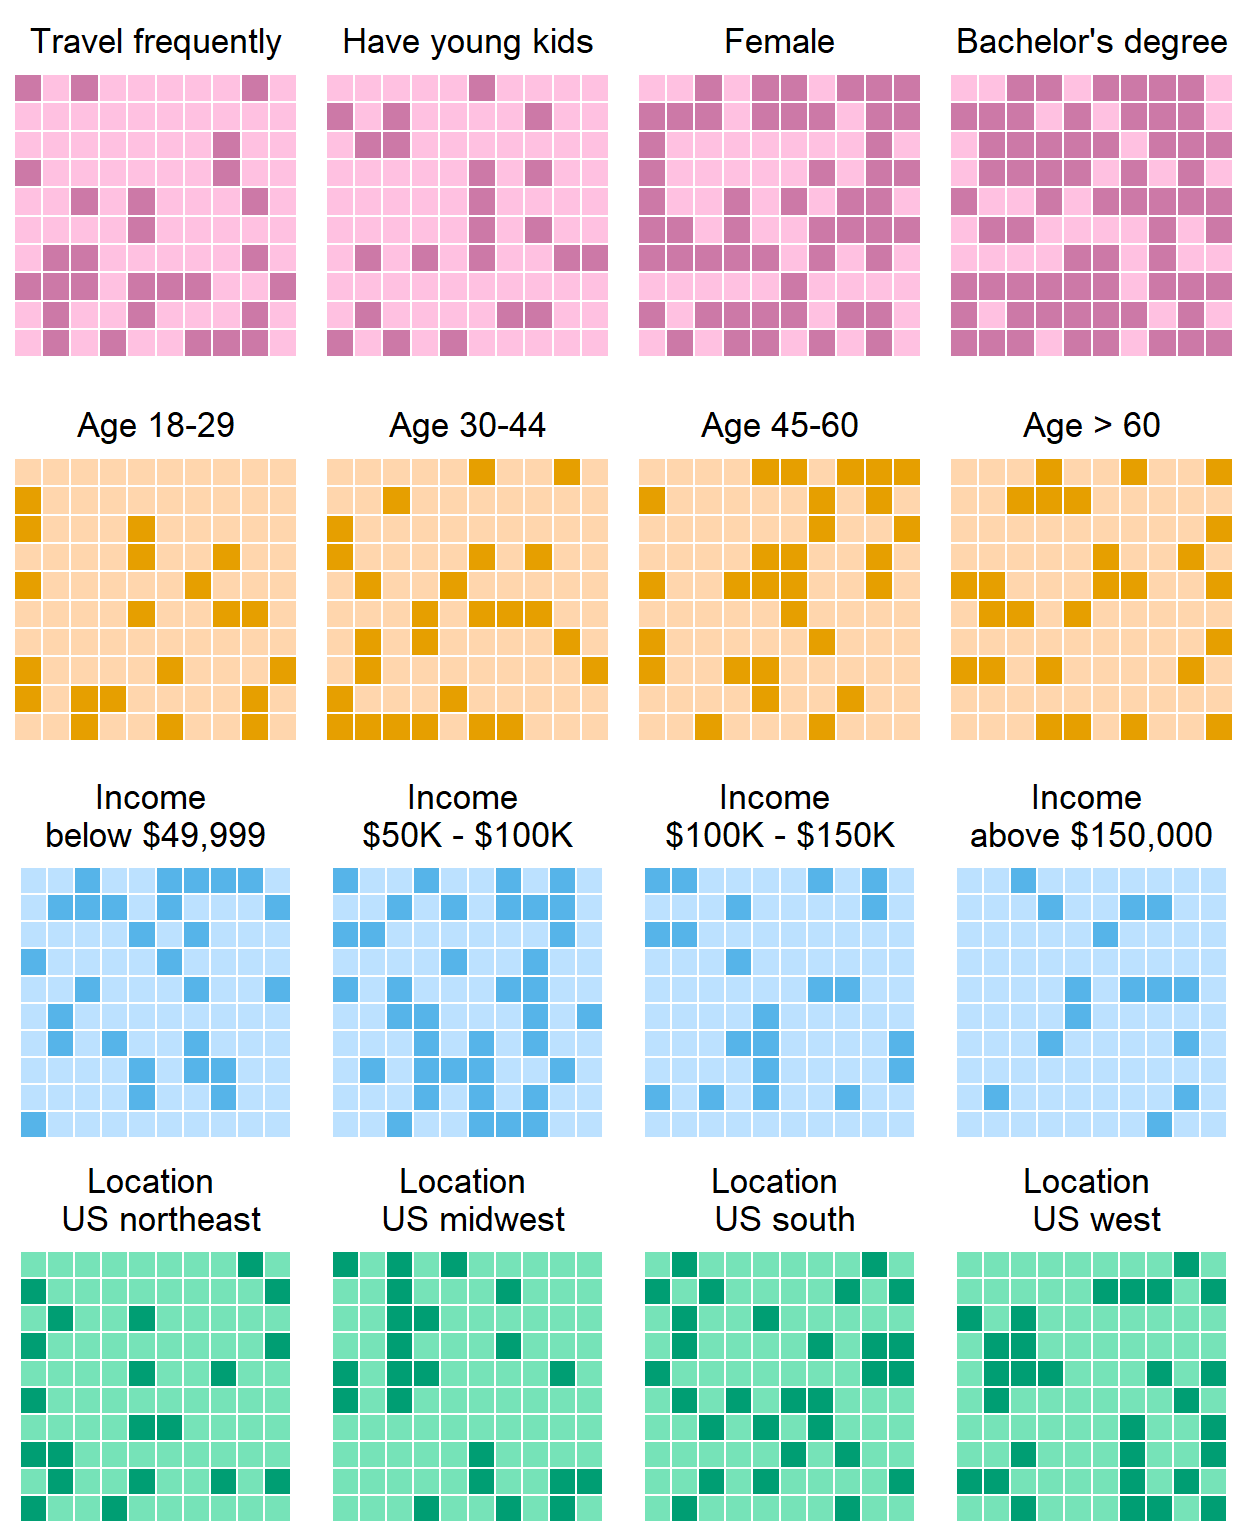 Travel frequently
Have young kids
Female
Bachelor's degree
Age 18-29
Age 30-44
Age 45-60
Age > 60
Income
below $49,999
Income
$50K - $100K
Income
$100K - $150K
Income
above $150,000
Location
US northeast
Location
US midwest
Location
US south
Location
US west